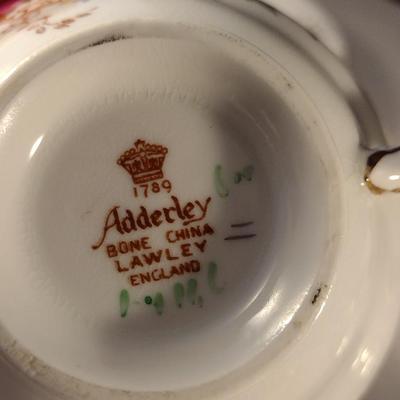 1789
Adderley
BONE CHINA
LAWLEY
ENGLAND